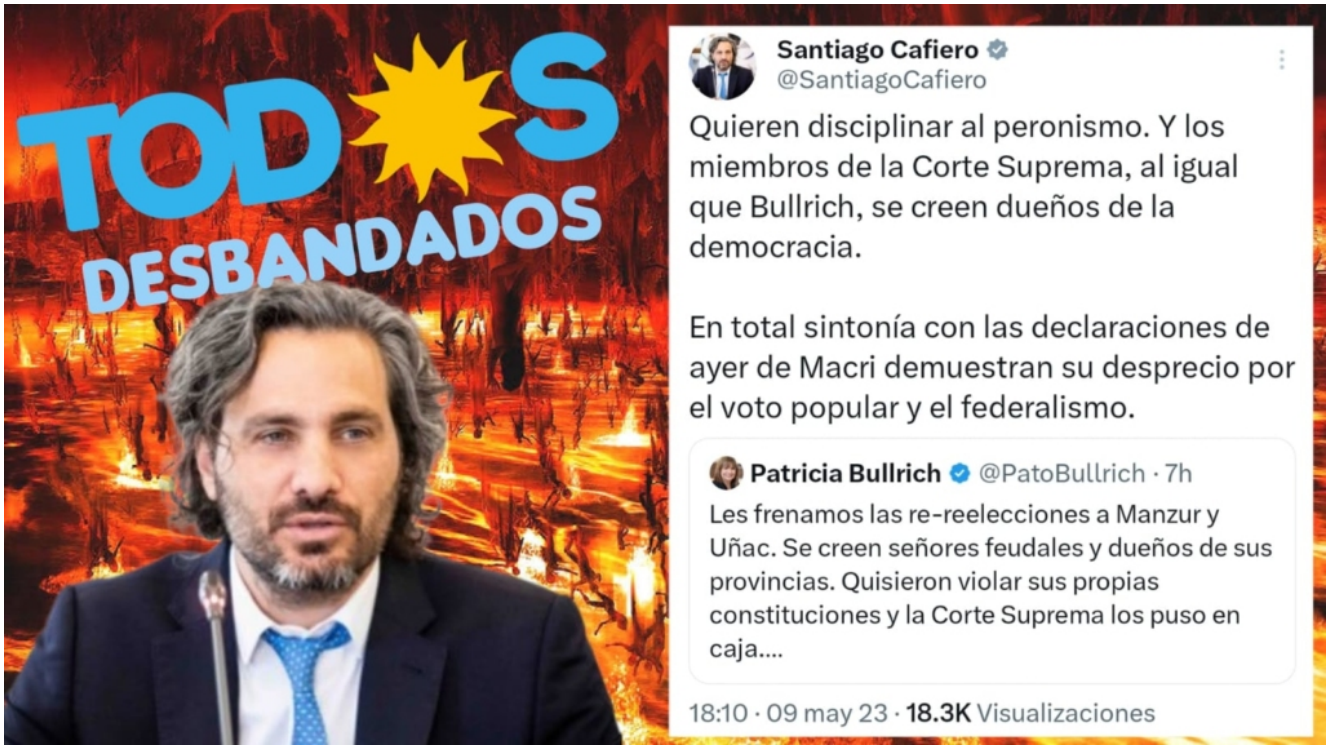 TODOS
DESBANDADOS
Santiago Cafiero
@SantiagoCafiero
Quieren disciplinar al peronismo. Y los
miembros de la Corte Suprema, al igual
que Bullrich, se creen dueños de la
democracia.
En total sintonía con las declaraciones de
ayer de Macri demuestran su desprecio por
el voto popular y el federalismo.
Patricia Bullrich @PatoBullrich · 7h
Les frenamos las re-reelecciones a Manzur y
Uñac. Se creen señores feudales y dueños de sus
provincias. Quisieron violar sus propias
constituciones y la Corte Suprema los puso en
caja....
18:10 · 09 may 23 · 18.3K Visualizaciones